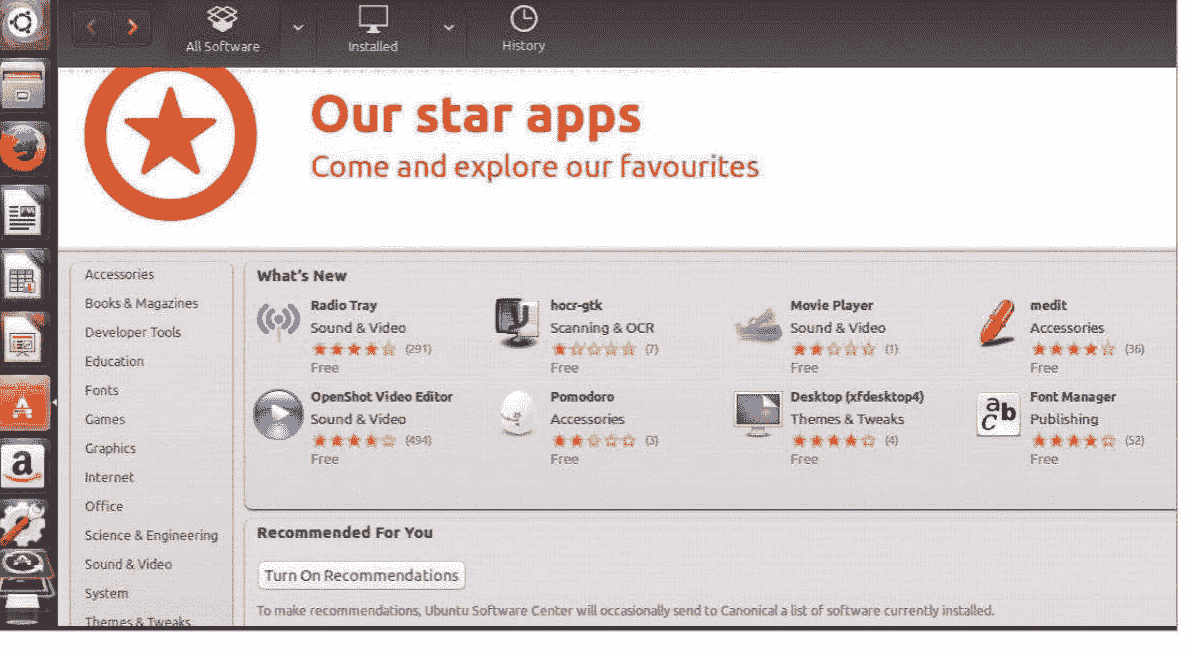 All Software
Installed
History
Our star apps
Come and explore our favourites
Accessories
Books & Magazines
Developer Tools
Education
Fonts
Games
Graphics
Internet
Office
Science & Engineering
Sound & Video
System
Themes & Tweaks
What's New
Radio Tray
Sound & Video
(291)
Free
hocr-gtk
Scanning & OCR
(7)
Free
Movie Player
Sound & Video
(1)
Free
medit
Accessories
(36)
Free
OpenShot Video Editor
Sound & Video
(494)
Free
Pomodoro
Accessories
(3)
Free
Desktop (xfdesktop4)
Themes & Tweaks
(4)
Free
Font Manager
Publishing
(52)
Free
Recommended For You
Turn On Recommendations
To make recommendations, Ubuntu Software Center will occasionally send to Canonical a list of software currently installed.